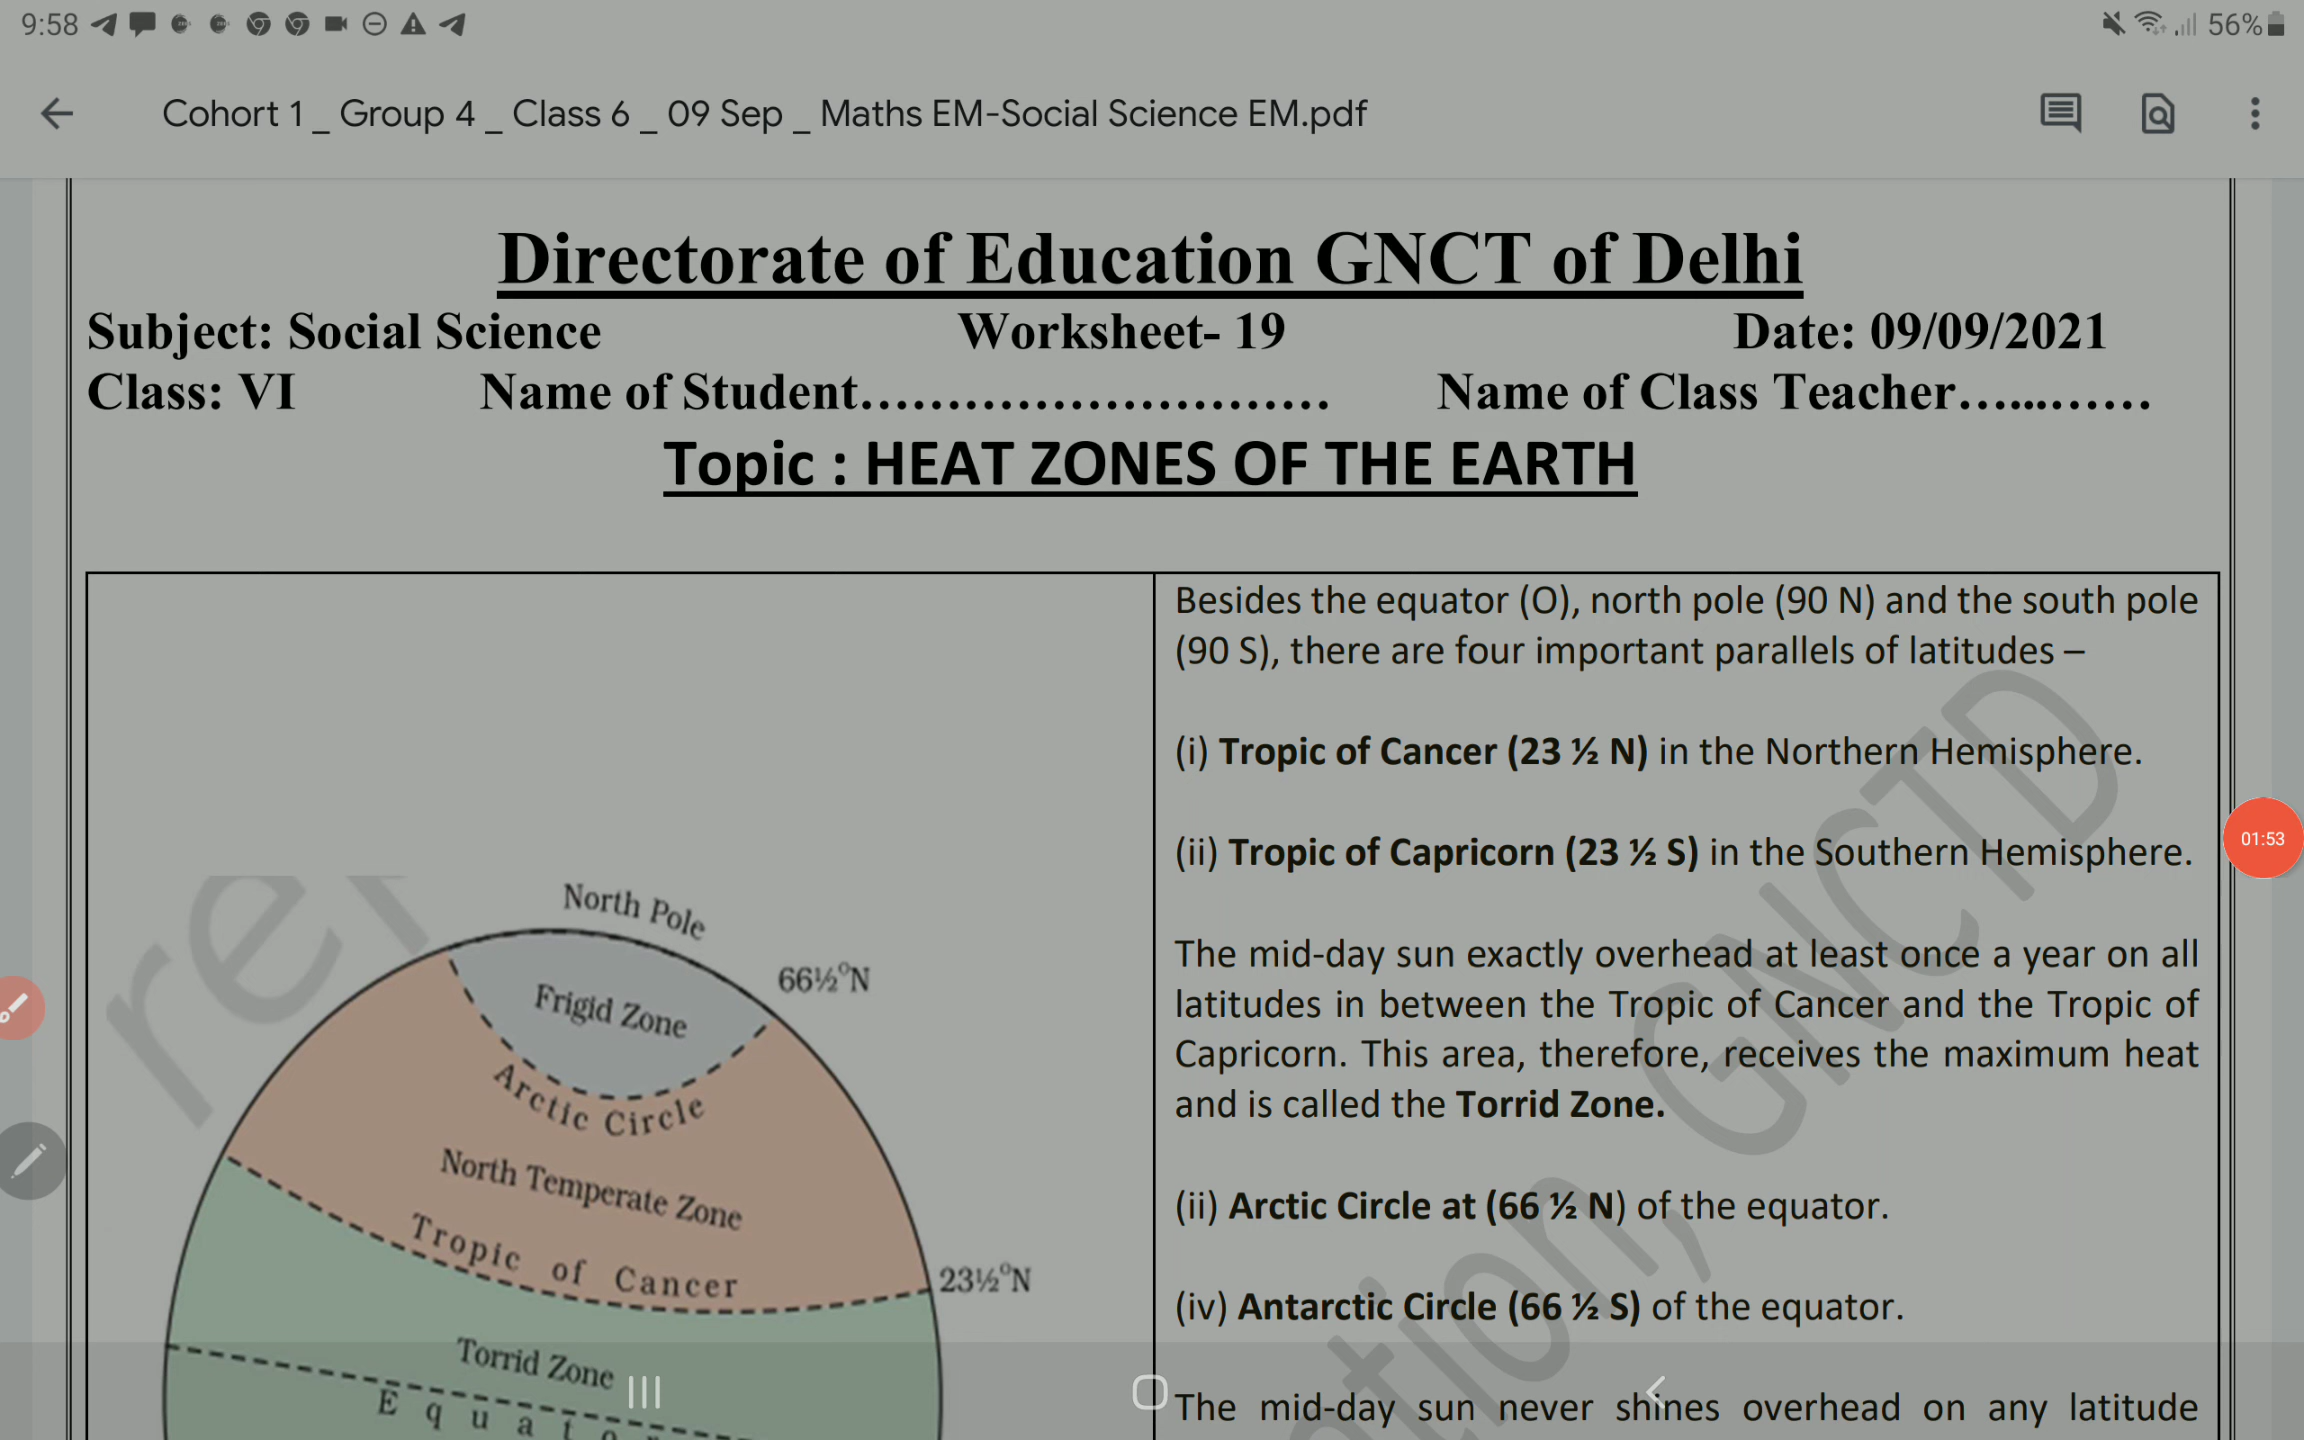 9:58
56%
Cohort 1 _ Group 4 _ Class 6 _ 09 Sep _ Maths EM-Social Science EM.pdf
Directorate of Education GNCT of Delhi
Subject: Social Science Worksheet- 19 Date: 09/09/2021
Class: VI Name of Student………………………. Name of Class Teacher…...……
Topic : HEAT ZONES OF THE EARTH
North Pole
66½°N
Frigid Zone
Arctic Circle
North Temperate Zone
Tropic of Cancer
23½°N
Torrid Zone
Equator
Besides the equator (O), north pole (90 N) and the south pole
(90 S), there are four important parallels of latitudes –
(i) Tropic of Cancer (23 ½ N) in the Northern Hemisphere.
(ii) Tropic of Capricorn (23 ½ S) in the Southern Hemisphere.
The mid-day sun exactly overhead at least once a year on all
latitudes in between the Tropic of Cancer and the Tropic of
Capricorn. This area, therefore, receives the maximum heat
and is called the Torrid Zone.
(ii) Arctic Circle at (66 ½ N) of the equator.
(iv) Antarctic Circle (66 ½ S) of the equator.
The mid-day sun never shines overhead on any latitude
01:53
ation, GNCTD